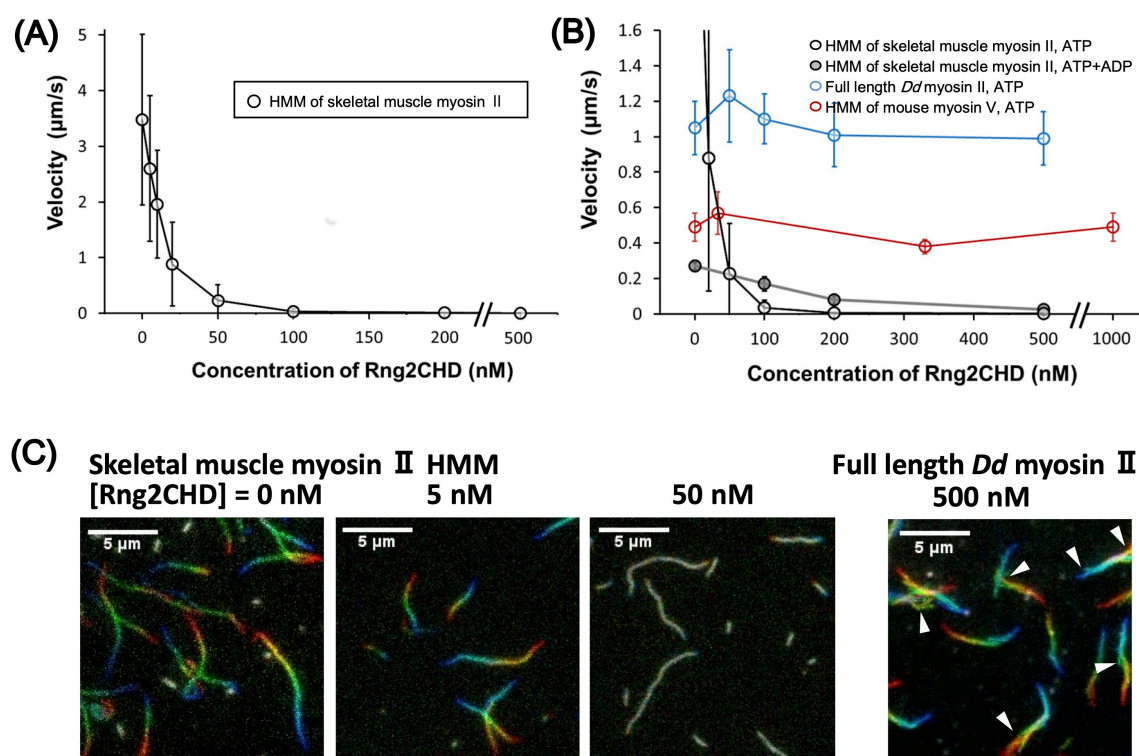 (A)
5
4
3
2
1
0
Velocity (μm/s)
HMM of skeletal muscle myosin Ⅱ
0 50 100 150 200 500
Concentration of Rng2CHD (nM)
(B)
1.6
1.4
1.2
1
0.8
0.6
0.4
0.2
0
Velocity (μm/s)
HMM of skeletal muscle myosin II, ATP
HMM of skeletal muscle myosin II, ATP+ADP
Full length Dd myosin II, ATP
HMM of mouse myosin V, ATP
0 100 200 300 400 500 1000
Concentration of Rng2CHD (nM)
(C)
Skeletal muscle myosin Ⅱ HMM
[Rng2CHD] = 0 nM 5 nM 50 nM
Full length Dd myosin Ⅱ
500 nM
5 μm
5 μm
5 μm
5 μm